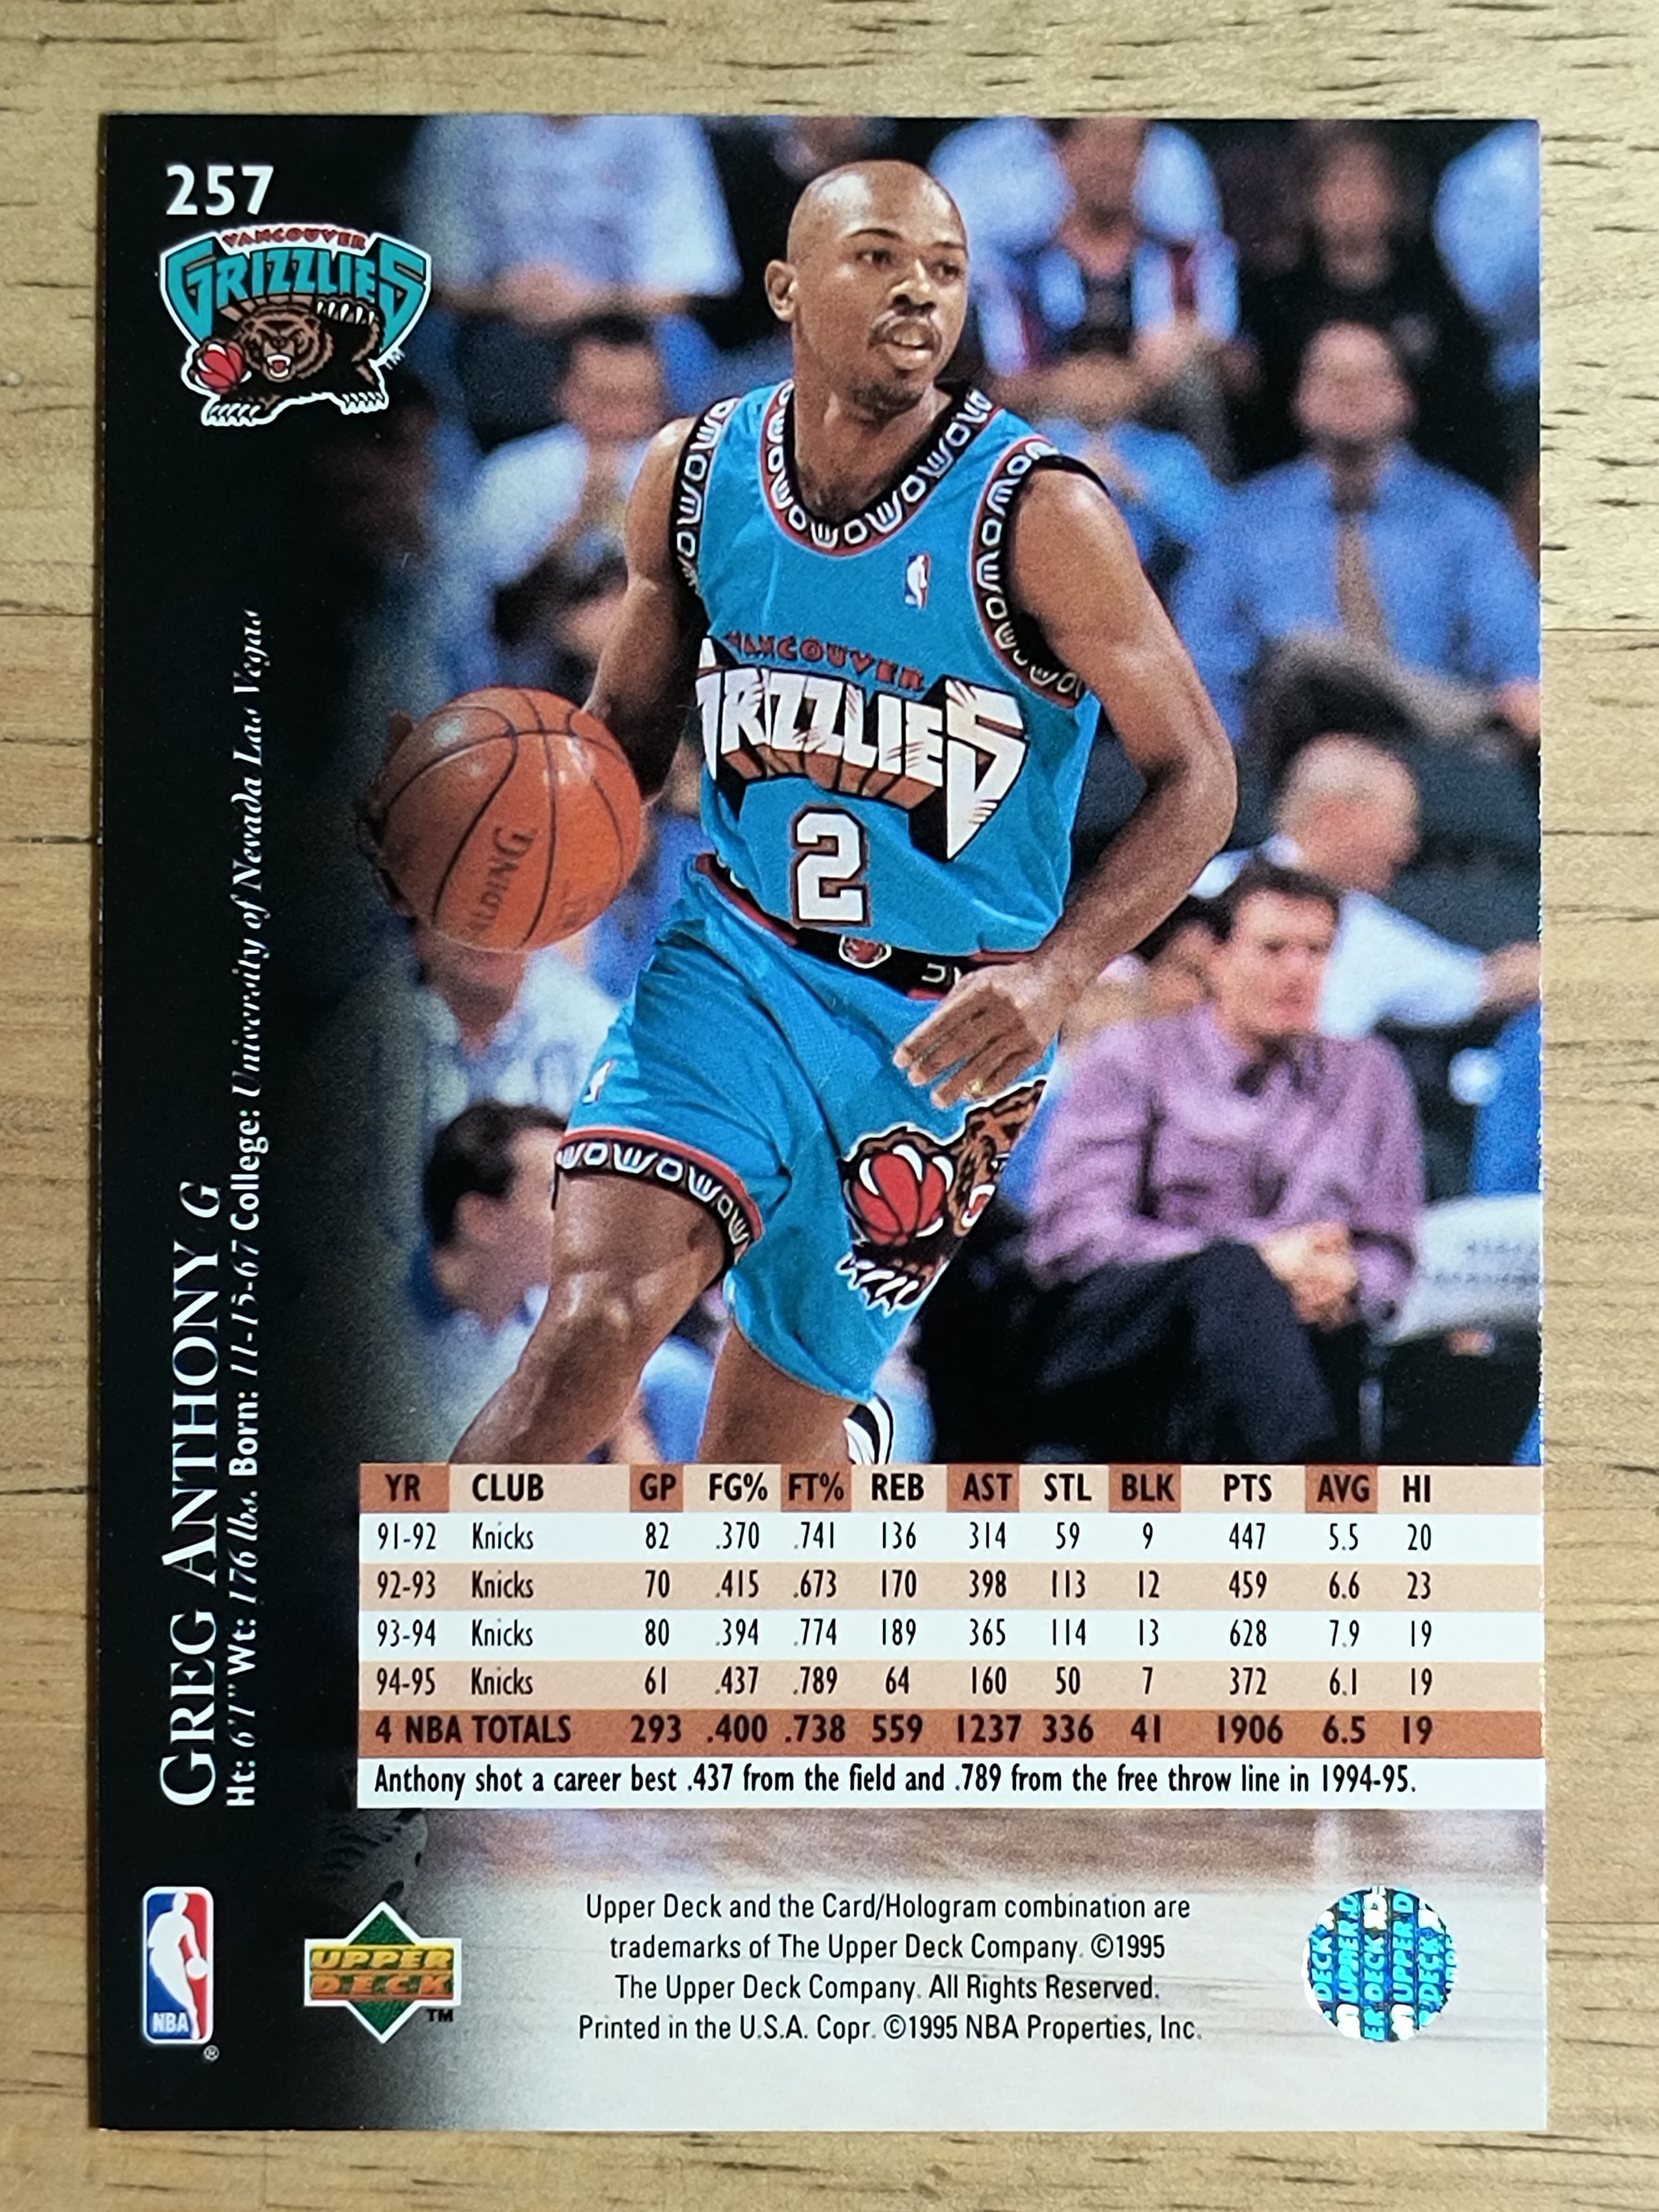 257
VANCOUVER
GRIZZLIES
TM
VANCOUVER
GRIZZLIES
2
GREG ANTHONY G
Ht: 6'1" Wt: 176 lbs. Born: 11-15-67 College: University of Nevada Las Vegas
YR CLUB GP FG% FT% REB AST STL BLK PTS AVG HI
91-92 Knicks 82 .370 .741 136 314 59 9 447 5.5 20
92-93 Knicks 70 .415 .673 170 398 113 12 459 6.6 23
93-94 Knicks 80 .394 .774 189 365 114 13 628 7.9 19
94-95 Knicks 61 .437 .789 64 160 50 7 372 6.1 19
4 NBA TOTALS 293 .400 .738 559 1237 336 41 1906 6.5 19
Anthony shot a career best .437 from the field and .789 from the free throw line in 1994-95.
NBA
®
UPPER
DECK
TM
Upper Deck and the Card/Hologram combination are
trademarks of The Upper Deck Company. ©1995
The Upper Deck Company. All Rights Reserved.
Printed in the U.S.A. Copr. ©1995 NBA Properties, Inc.
UPPER DECK